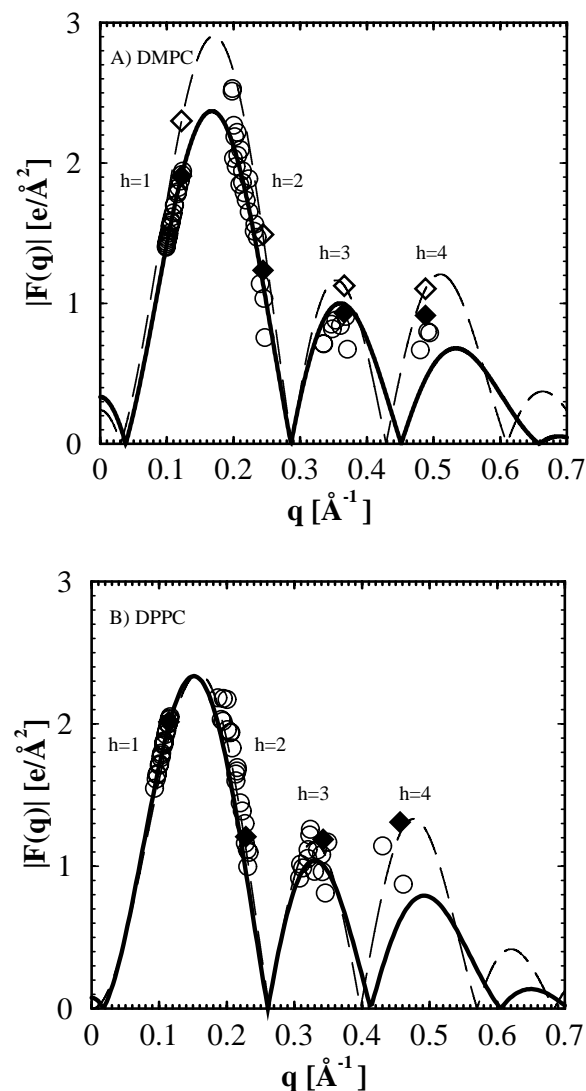 3
A) DMPC
h=1
h=2
h=3
h=4
2
1
0
|F(q)| [e/Å²]
0 0.1 0.2 0.3 0.4 0.5 0.6 0.7
q [Å⁻¹]
3
B) DPPC
h=1
h=2
h=3
h=4
2
1
0
|F(q)| [e/Å²]
0 0.1 0.2 0.3 0.4 0.5 0.6 0.7
q [Å⁻¹]